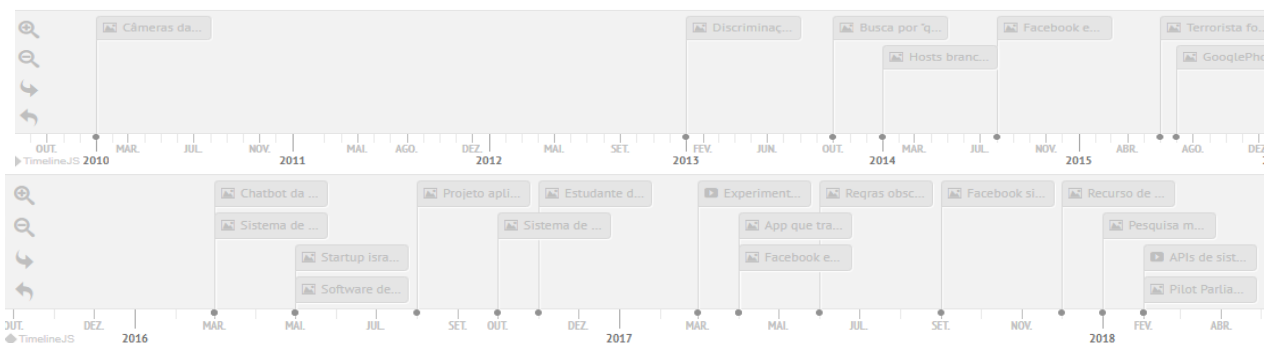 Câmeras da...
Discriminaç...
Busca por "q...
Facebook e...
Terrorista fo...
Hosts branc...
GooglePho
OUT. MAR. JUL. NOV. MAI. AGO. DEZ. MAI. SET. FEV. JUN. OUT. MAR. JUL. NOV. ABR. AGO. DEZ
TimelineJS 2010 2011 2012 2013 2014 2015
Chatbot da ...
Projeto apli...
Estudante d...
Experiment...
Regras obsc...
Facebook si...
Recurso de ...
Sistema de ...
Sistema de ...
App que tra...
Pesquisa m...
Startup isra...
Facebook e...
APIs de sist...
Software de...
Pilot Parlia...
OUT. DEZ. MAR. MAI. JUL. SET. OUT. DEZ. MAR. MAI. JUL. SET. NOV. FEV. ABR.
TimelineJS 2016 2017 2018